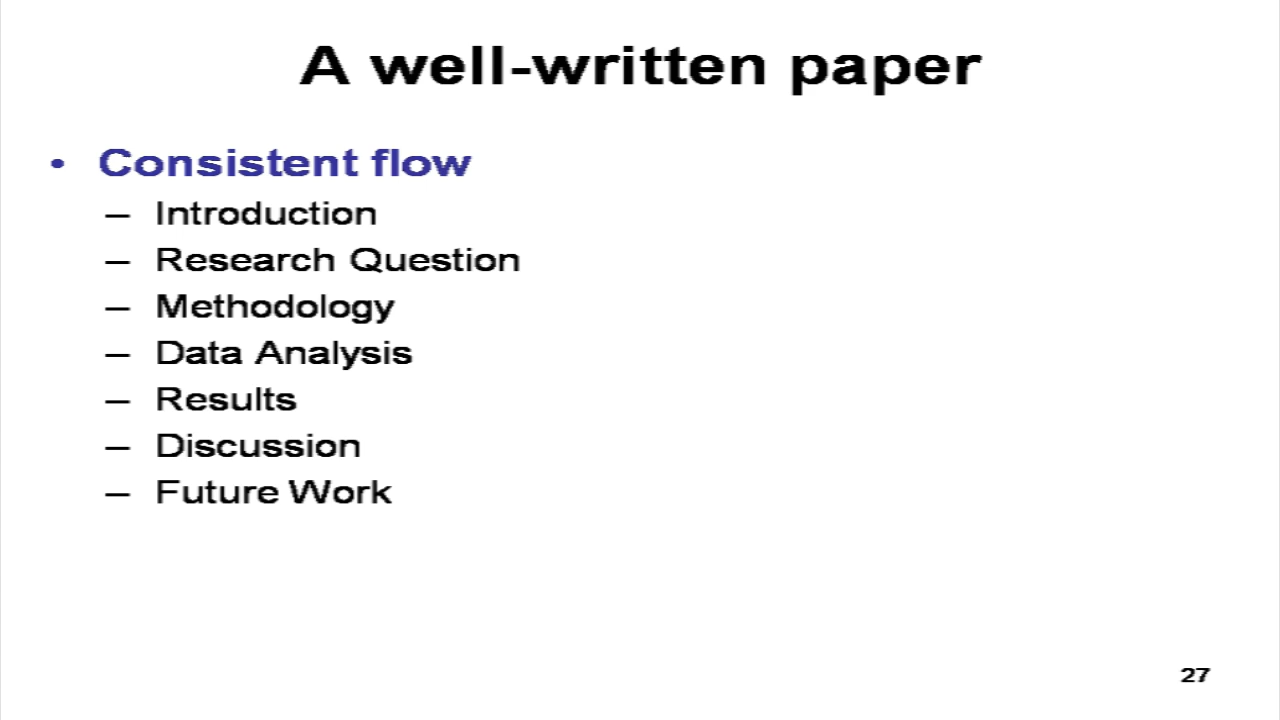 A well-written paper
• Consistent flow
– Introduction
– Research Question
– Methodology
– Data Analysis
– Results
– Discussion
– Future Work
27